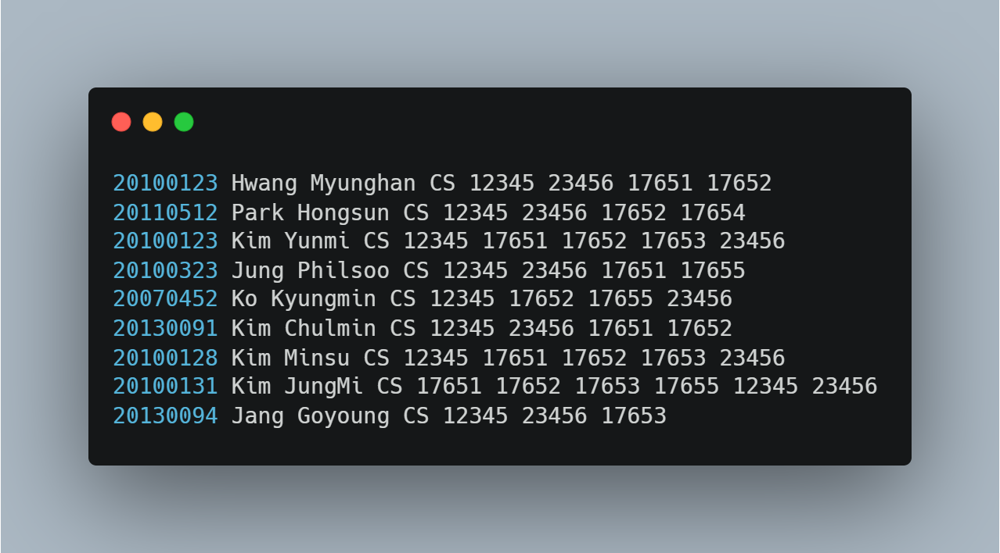 20100123 Hwang Myunghan CS 12345 23456 17651 17652
20110512 Park Hongsun CS 12345 23456 17652 17654
20100123 Kim Yunmi CS 12345 17651 17652 17653 23456
20100323 Jung Philsoo CS 12345 23456 17651 17655
20070452 Ko Kyungmin CS 12345 17652 17655 23456
20130091 Kim Chulmin CS 12345 23456 17651 17652
20100128 Kim Minsu CS 12345 17651 17652 17653 23456
20100131 Kim JungMi CS 17651 17652 17653 17655 12345 23456
20130094 Jang Goyoung CS 12345 23456 17653